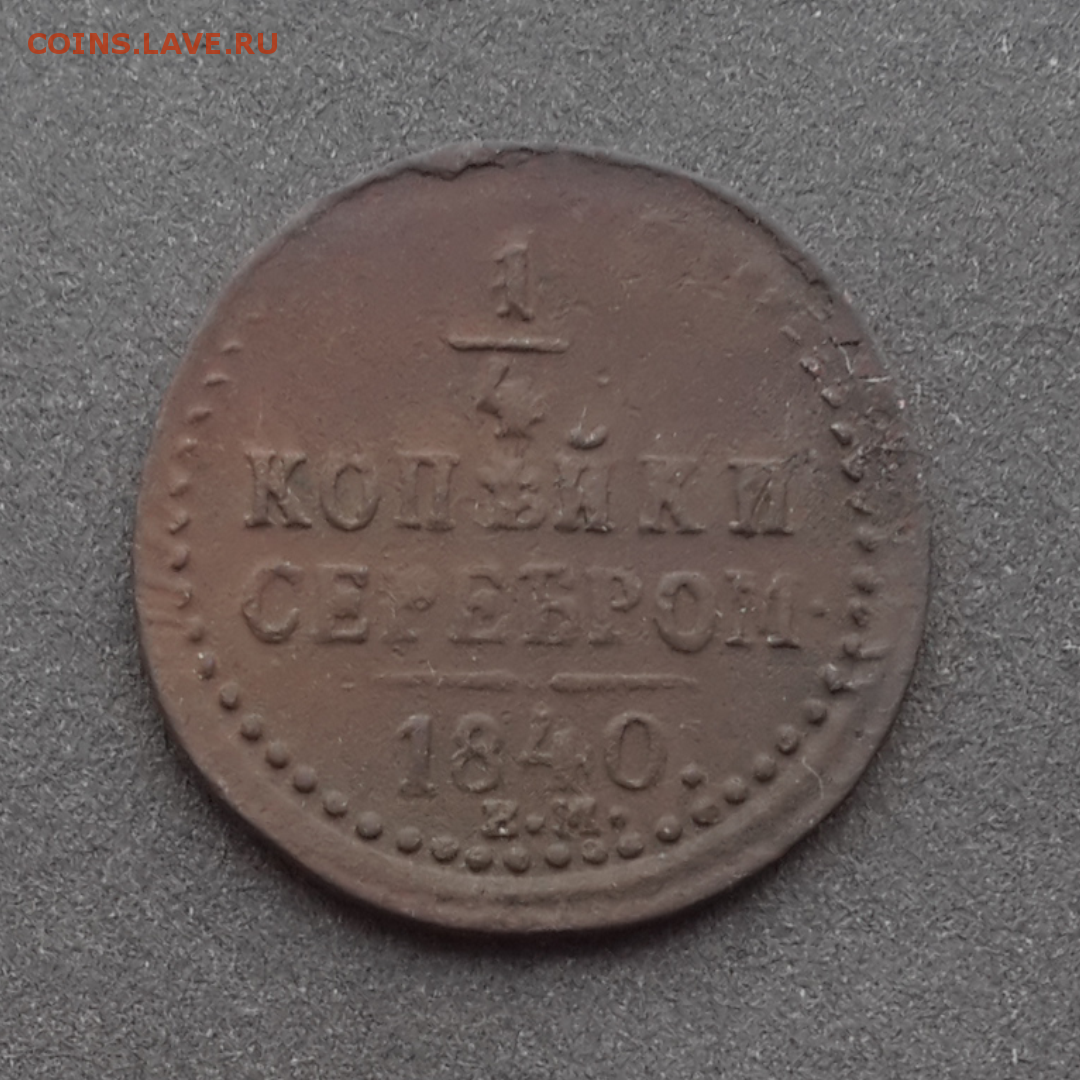 COINS.LAVE.RU
1
4
КОПѢЙКИ
СЕРЕБРОМ·
1840.
Е.М.